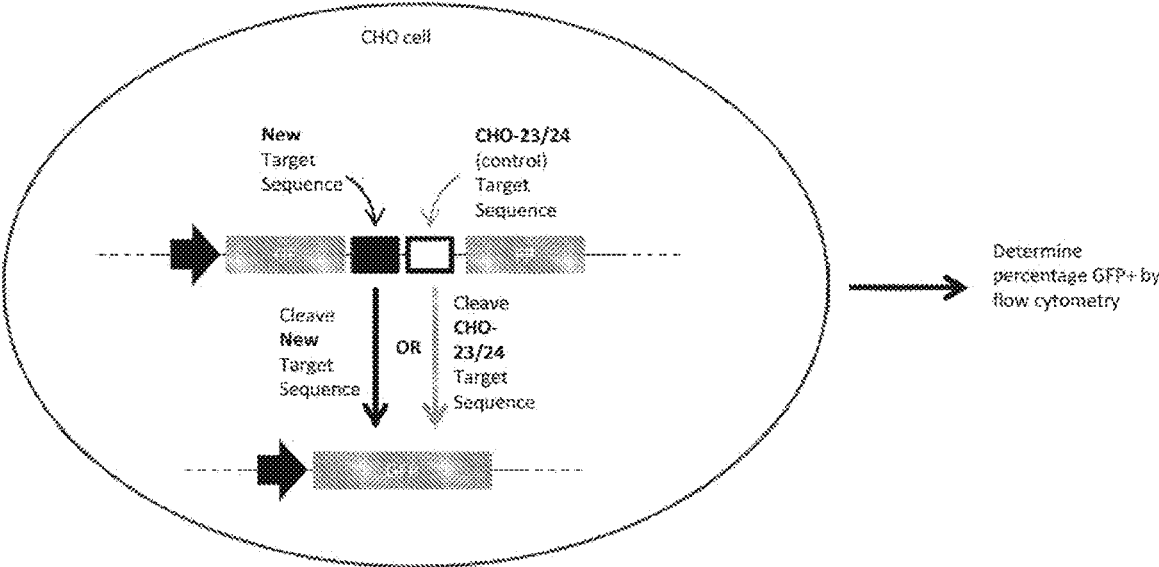 CHO cell
New
Target
Sequence
CHO-23/24
(control)
Target
Sequence
Cleave
New
Target
Sequence
OR
Cleave
CHO-
23/24
Target
Sequence
Determine
percentage GFP+ by
flow cytometry